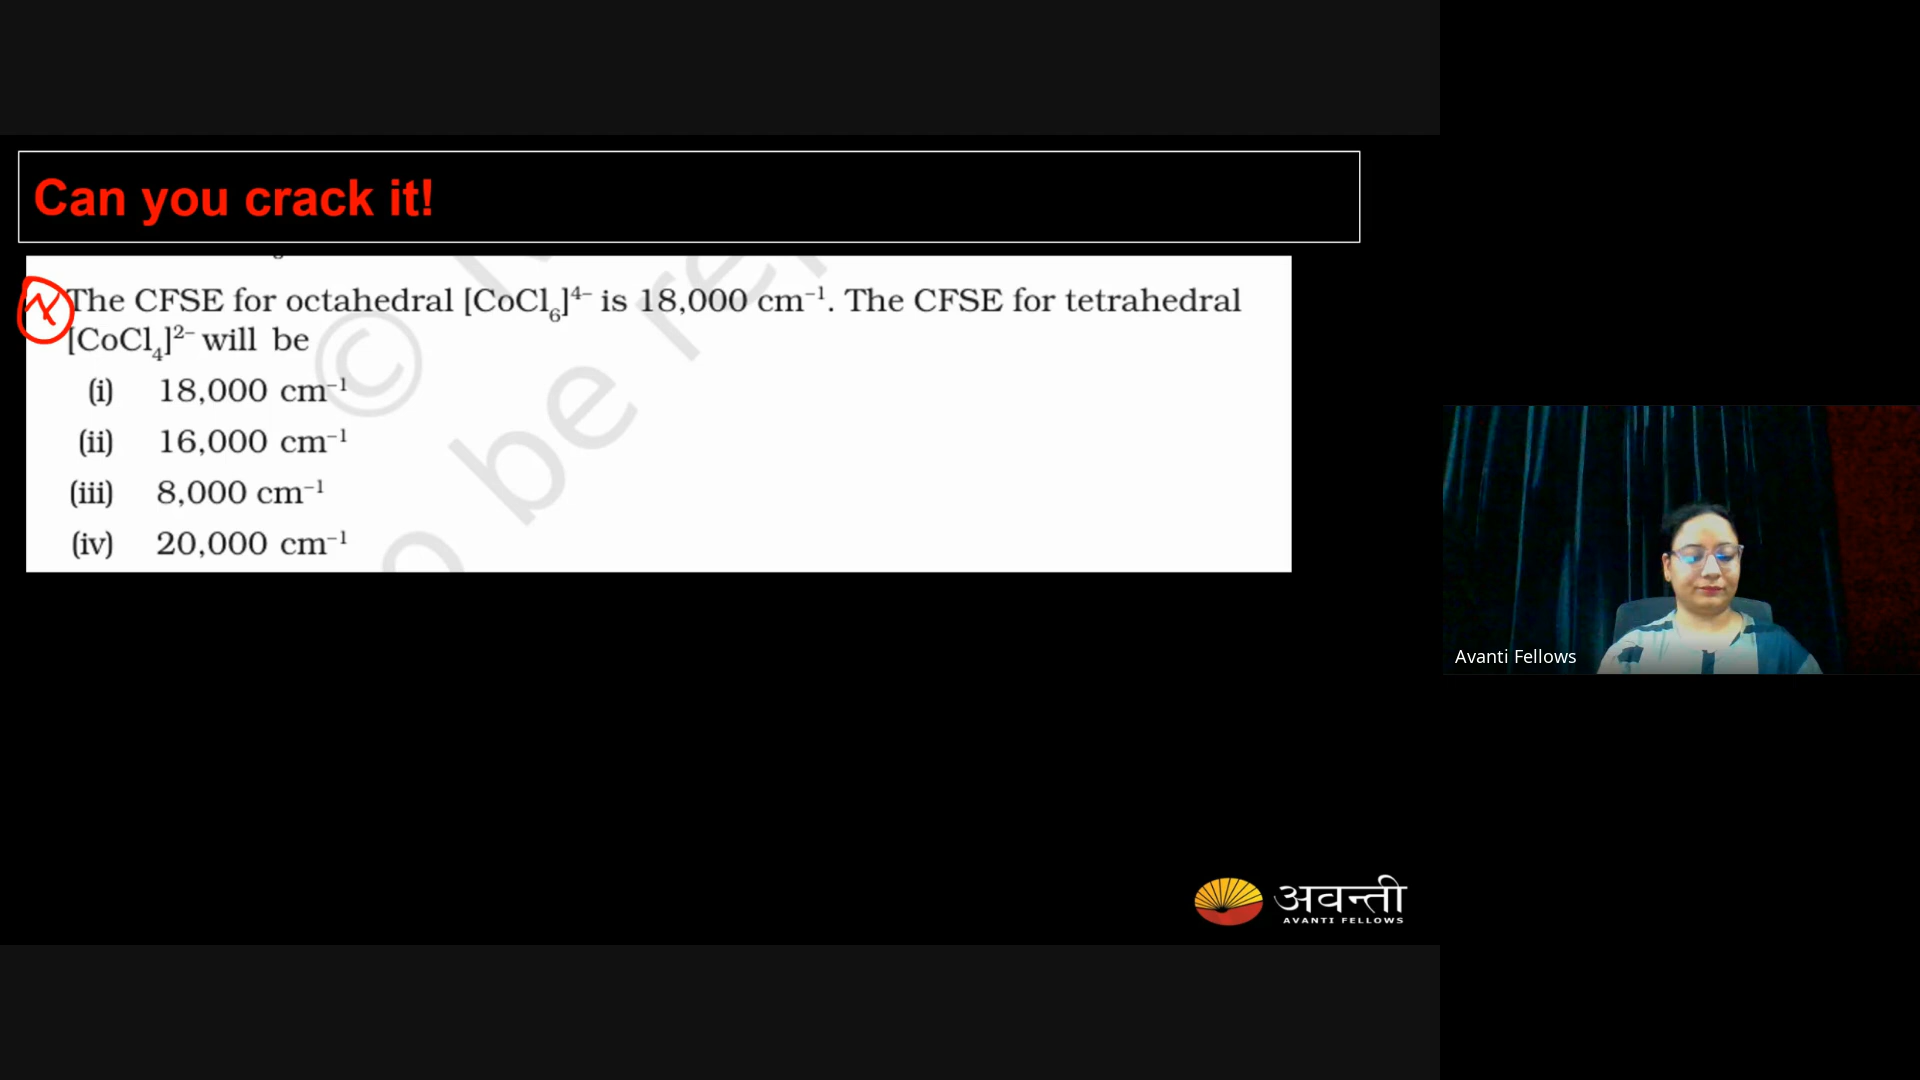 Can you crack it!
The CFSE for octahedral [CoCl₆]⁴⁻ is 18,000 cm⁻¹. The CFSE for tetrahedral
[CoCl₄]²⁻ will be
(i) 18,000 cm⁻¹
(ii) 16,000 cm⁻¹
(iii) 8,000 cm⁻¹
(iv) 20,000 cm⁻¹
©
be re
o
Avanti Fellows
अवन्ती
AVANTI FELLOWS